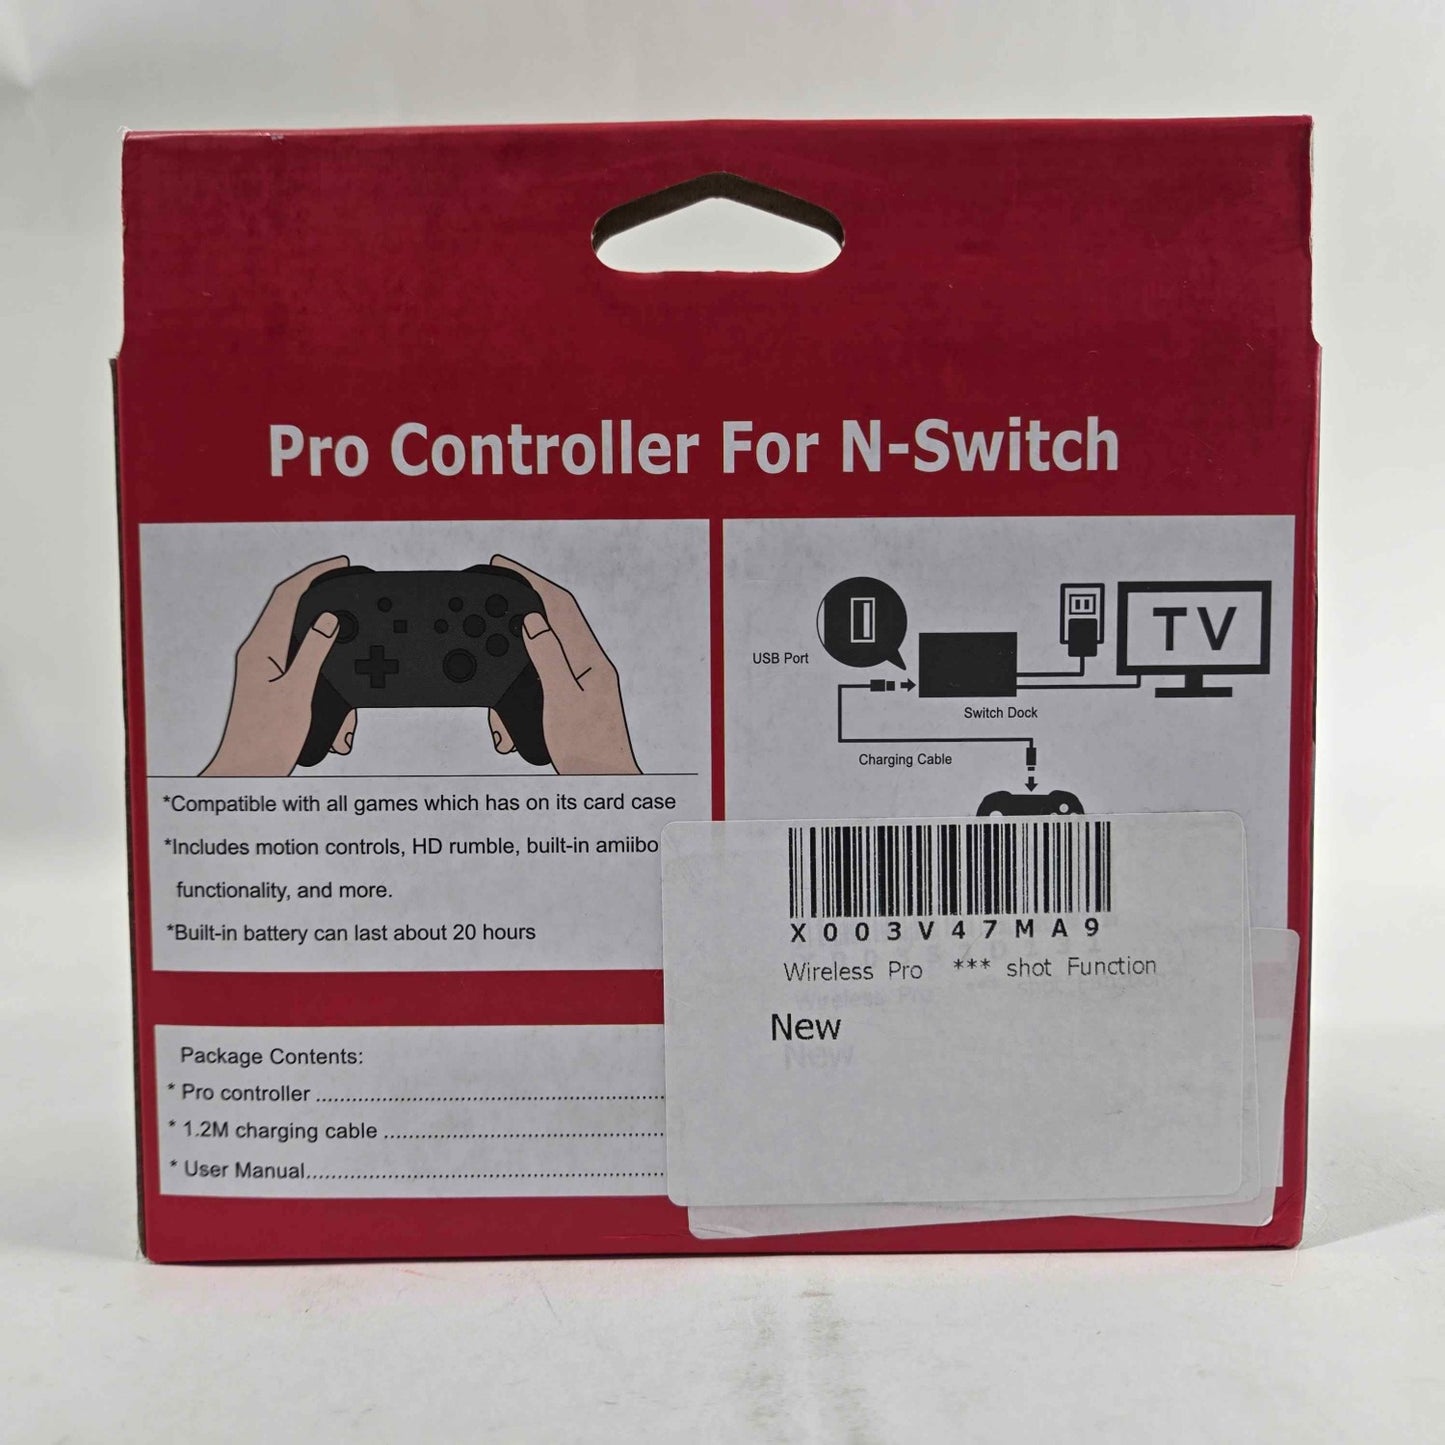 Pro Controller For N-Switch
*Compatible with all games which has on its card case
*Includes motion controls, HD rumble, built-in amiibo
functionality, and more.
*Built-in battery can last about 20 hours
USB Port
TV
Switch Dock
Charging Cable
X003V47MA9
Wireless Pro *** shot Function
New
Package Contents:
* Pro controller ........................................................
* 1.2M charging cable .............................................
* User Manual..........................................................